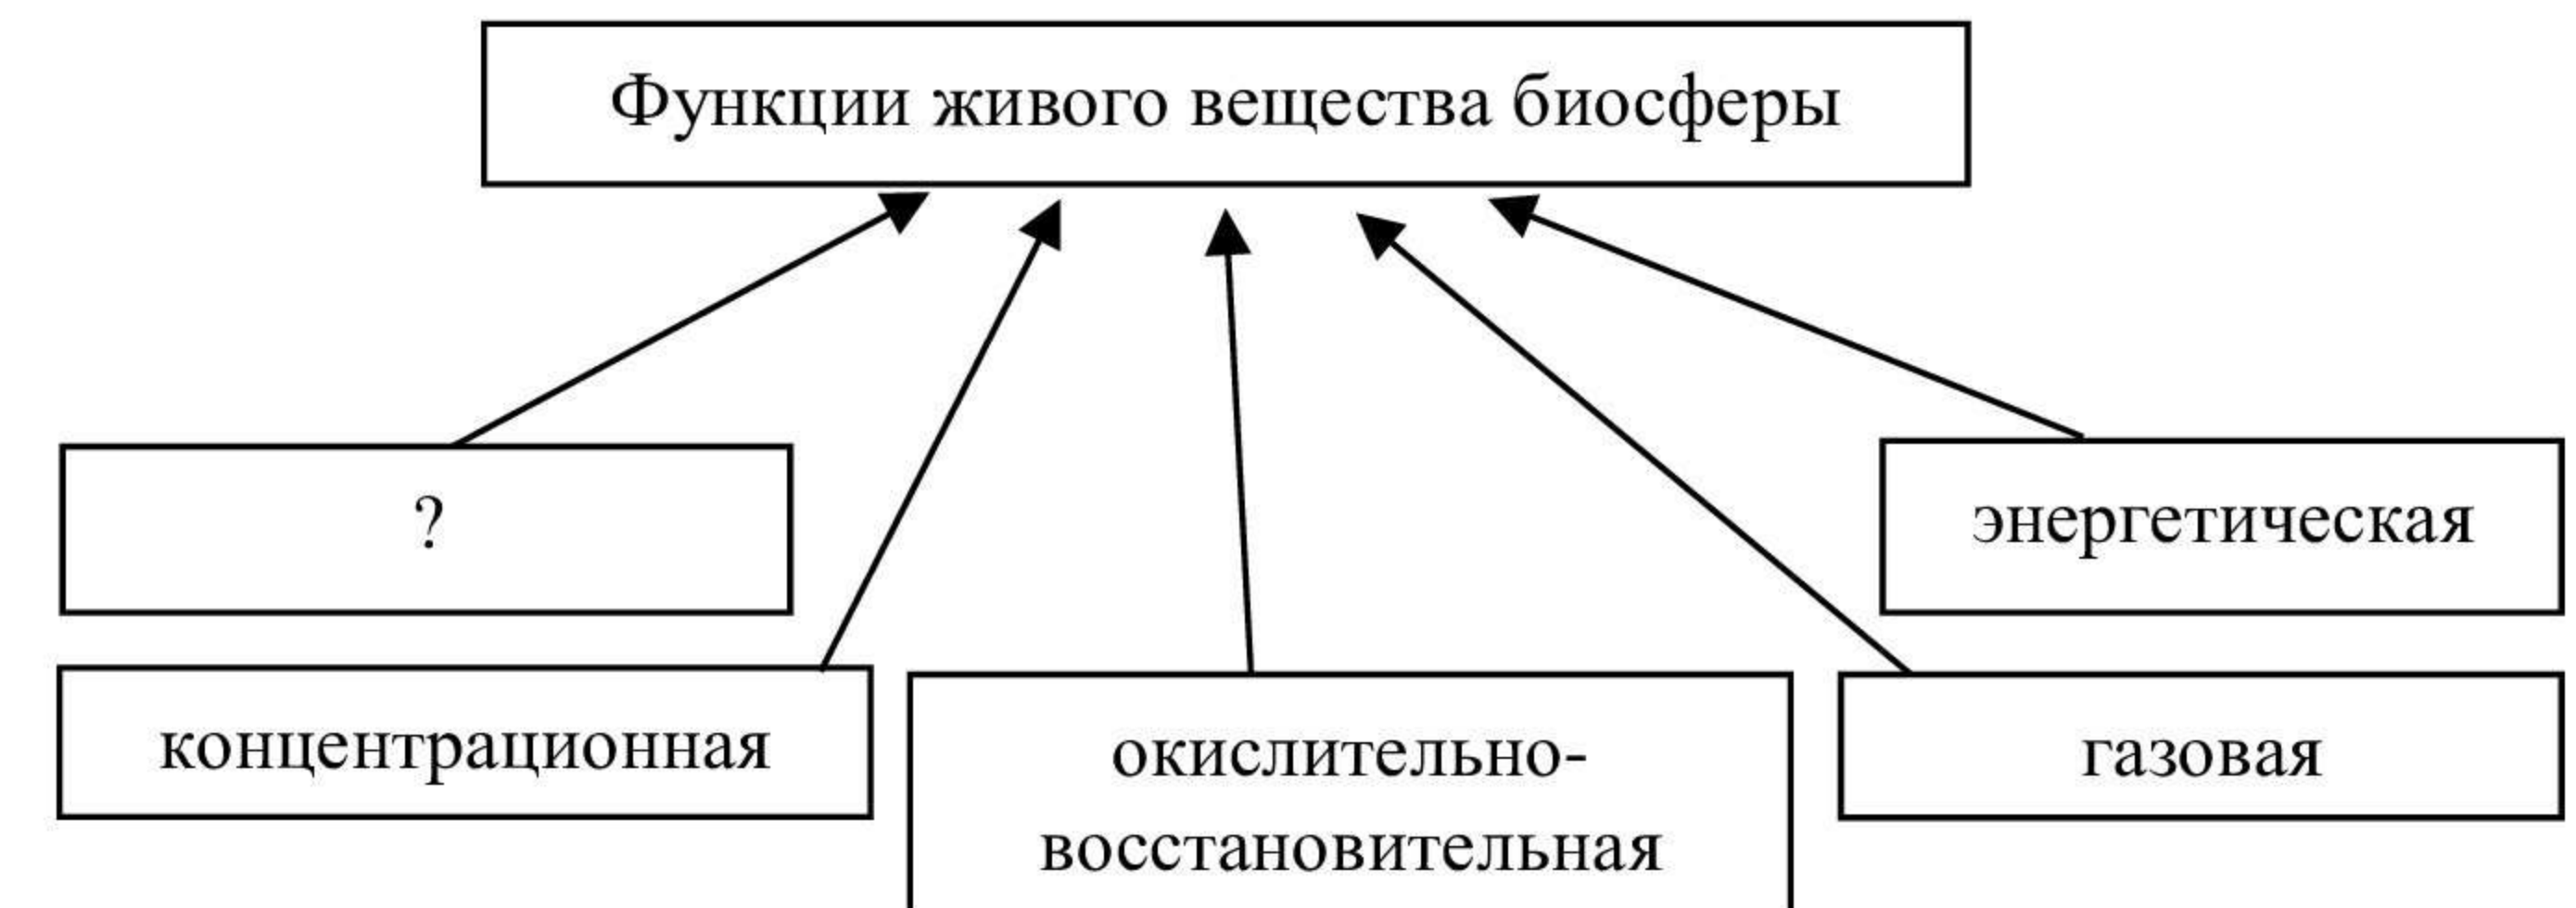 Функции живого вещества биосферы
?
энергетическая
концентрационная
окислительно-
восстановительная
газовая